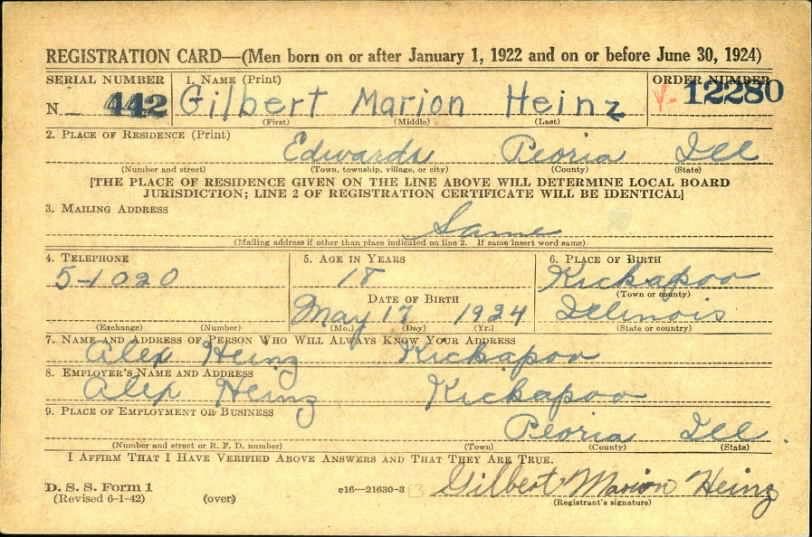 REGISTRATION CARD—(Men born on or after January 1, 1922 and on or before June 30, 1924)
SERIAL NUMBER 1. NAME (Print) ORDER NUMBER
N 442 Gilbert Marion Heinz V- 12280
(First) (Middle) (Last)
2. PLACE OF RESIDENCE (Print)
Edwards Peoria Ill
(Number and street) (Town, township, village, or city) (County) (State)
[THE PLACE OF RESIDENCE GIVEN ON THE LINE ABOVE WILL DETERMINE LOCAL BOARD
JURISDICTION; LINE 2 OF REGISTRATION CERTIFICATE WILL BE IDENTICAL]
3. MAILING ADDRESS
Same
(Mailing address if other than place indicated on line 2. If same insert word same)
4. TELEPHONE 5. AGE IN YEARS 6. PLACE OF BIRTH
5-1020 18 Kickapoo
DATE OF BIRTH (Town or county)
May 17 1924 Illinois
(Exchange) (Number) (Mo.) (Day) (Yr.) (State or country)
7. NAME AND ADDRESS OF PERSON WHO WILL ALWAYS KNOW YOUR ADDRESS
Alex Heinz Kickapoo
8. EMPLOYER'S NAME AND ADDRESS
Alex Heinz Kickapoo
9. PLACE OF EMPLOYMENT OR BUSINESS
Peoria Ill.
(Number and street or R. F. D. number) (Town) (County) (State)
I AFFIRM THAT I HAVE VERIFIED ABOVE ANSWERS AND THAT THEY ARE TRUE.
D. S. S. Form 1
(Revised 6-1-42) (over) c16—21630-3 Gilbert Marion Heinz
(Registrant's signature)